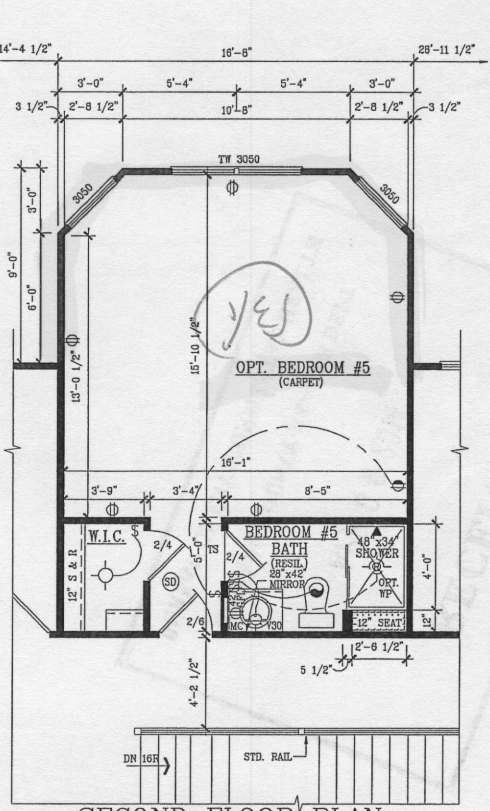 14'-4 1/2"
16'-8"
28'-11 1/2"
3'-0"
5'-4"
5'-4"
3'-0"
3 1/2"
2'-8 1/2"
10'-8"
2'-8 1/2"
3 1/2"
TW 3050
3050
3050
3'-0"
9'-0"
6'-0"
YES
13'-0 1/2"
15'-10 1/2"
OPT. BEDROOM #5
(CARPET)
16'-1"
3'-9"
3'-4"
8'-5"
W.I.C.
S
2/4
5'-0"
TS
2/4
BEDROOM #5
BATH
(RESIL.)
28"x42"
MIRROR
48"x34"
SHOWER
OPT.
WP
4'-0"
12" S & R
SD
2/6
MC
V30
12" SEAT
12"
2'-6 1/2"
5 1/2"
4'-2 1/2"
DN 16R
STD. RAIL
SECOND FLOOR PLAN